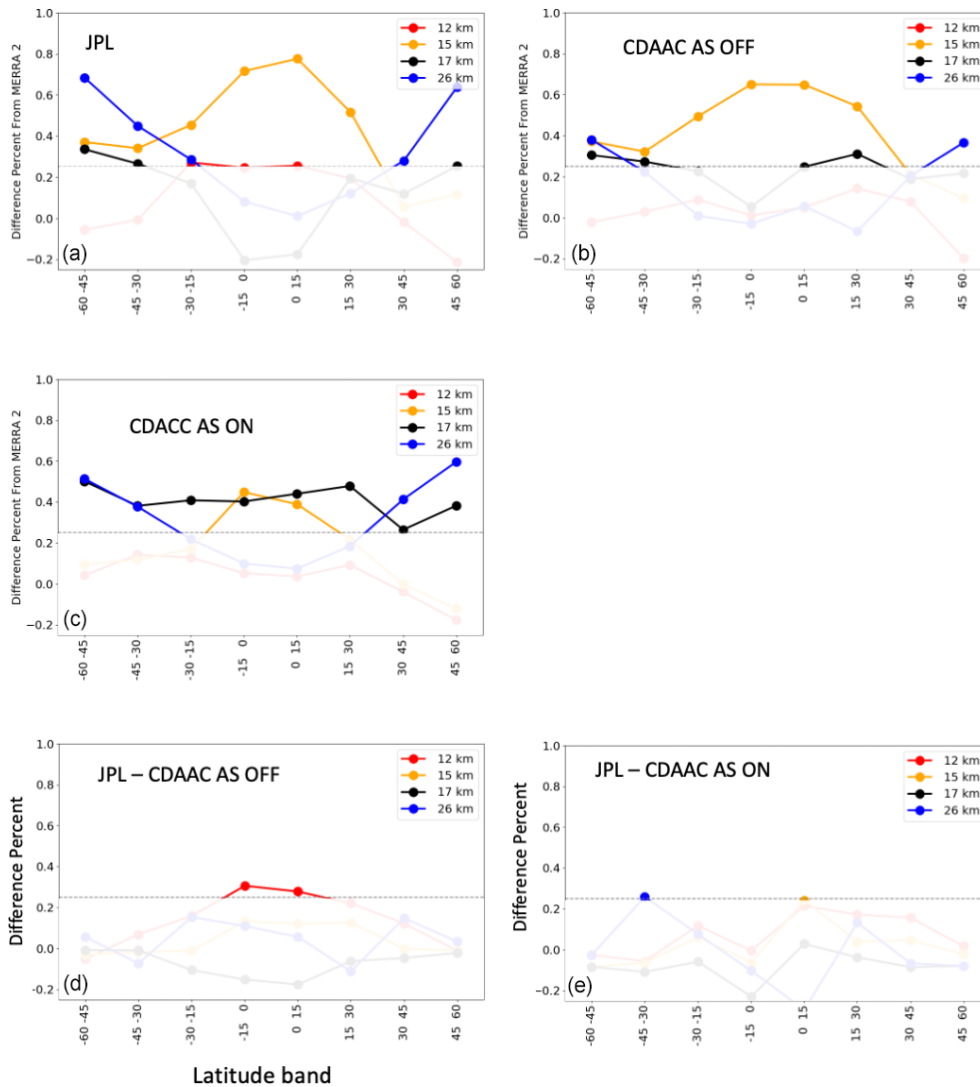 Difference Percent From MERRA 2
1.0
0.8
0.6
0.4
0.2
0.0
−0.2
JPL
12 km
15 km
17 km
26 km
(a)
-60 -45
-45 -30
-30 -15
-15 0
0 15
15 30
30 45
45 60
Difference Percent From MERRA 2
1.0
0.8
0.6
0.4
0.2
0.0
−0.2
CDAAC AS OFF
12 km
15 km
17 km
26 km
(b)
-60 -45
-45 -30
-30 -15
-15 0
0 15
15 30
30 45
45 60
Difference Percent From MERRA 2
1.0
0.8
0.6
0.4
0.2
0.0
−0.2
CDACC AS ON
12 km
15 km
17 km
26 km
(c)
-60 -45
-45 -30
-30 -15
-15 0
0 15
15 30
30 45
45 60
Difference Percent
1.0
0.8
0.6
0.4
0.2
0.0
-0.2
JPL – CDAAC AS OFF
12 km
15 km
17 km
26 km
(d)
-60 -45
-45 -30
-30 -15
-15 0
0 15
15 30
30 45
45 60
Difference Percent
1.0
0.8
0.6
0.4
0.2
0.0
-0.2
JPL – CDAAC AS ON
12 km
15 km
17 km
26 km
(e)
-60 -45
-45 -30
-30 -15
-15 0
0 15
15 30
30 45
45 60
Latitude band